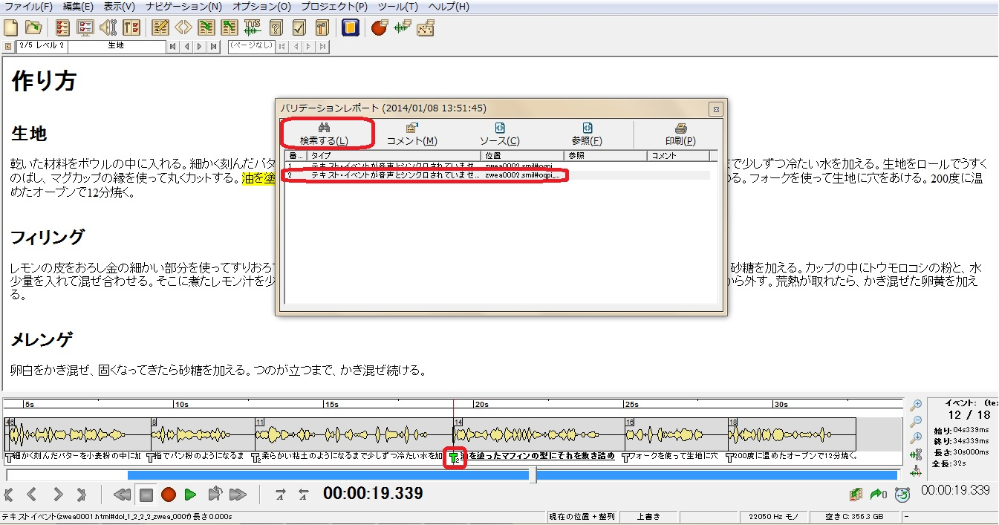 ファイル(F) 編集(E) 表示(V) ナビゲーション(N) オプション(O) プロジェクト(P) ツール(T) ヘルプ(H)
TTS
2/5 レベル 2 生地 (ページなし)
作り方
生地
乾いた材料をボウルの中に入れる。細かく刻んだバタ
まで少しずつ冷たい水を加える。生地をロールでうすく
のばし、マグカップの縁を使って丸くカットする。油を塗
る。フォークを使って生地に穴をあける。200度に温
めたオーブンで12分焼く。
フィリング
レモンの皮をおろし金の細かい部分を使ってすりおろ
砂糖を加える。カップの中にトウモロコシの粉と、水
少量を入れて混ぜ合わせる。そこに煮たレモン汁を少
から外す。荒熱が取れたら、かき混ぜた卵黄を加え
る。
メレンゲ
卵白をかき混ぜ、固くなってきたら砂糖を加える。つのが立つまで、かき混ぜ続ける。
バリデーションレポート (2014/01/08 13:51:45)
検索する(L) コメント(M) ソース(C) 参照(F) 印刷(P)
番... タイプ 位置 参照 コメント
1 テキスト・イベントが音声とシンクロされていませ... zwea0002.smil#oqpi_...
2 テキスト・イベントが音声とシンクロされていませ... zwea0002.smil#oqpi_...
5s 10s 15s 20s 25s 30s
8 11 14 16 18
細かく刻んだバターを小麦粉の中に加 指でパン粉のようになるま 柔らかい粘土のようになるまで少しずつ冷たい水を加 2 油を塗ったマフィンの型にそれを敷き詰め フォークを使って生地に穴 200度に温めたオーブンで12分焼く。
イベント: (te
12 / 18
始り:04s339ms
終り:34s339ms
長さ:30s000ms
全長:32s
00:00:19.339
00:00:19.339
テキストイベント(zwea0001.html#dol_1_2_2_2_zwea_000f) 長さ 0.000s 現在の位置 + 整列 上書き 22050 Hz モノ 空き C: 356.3 GB -